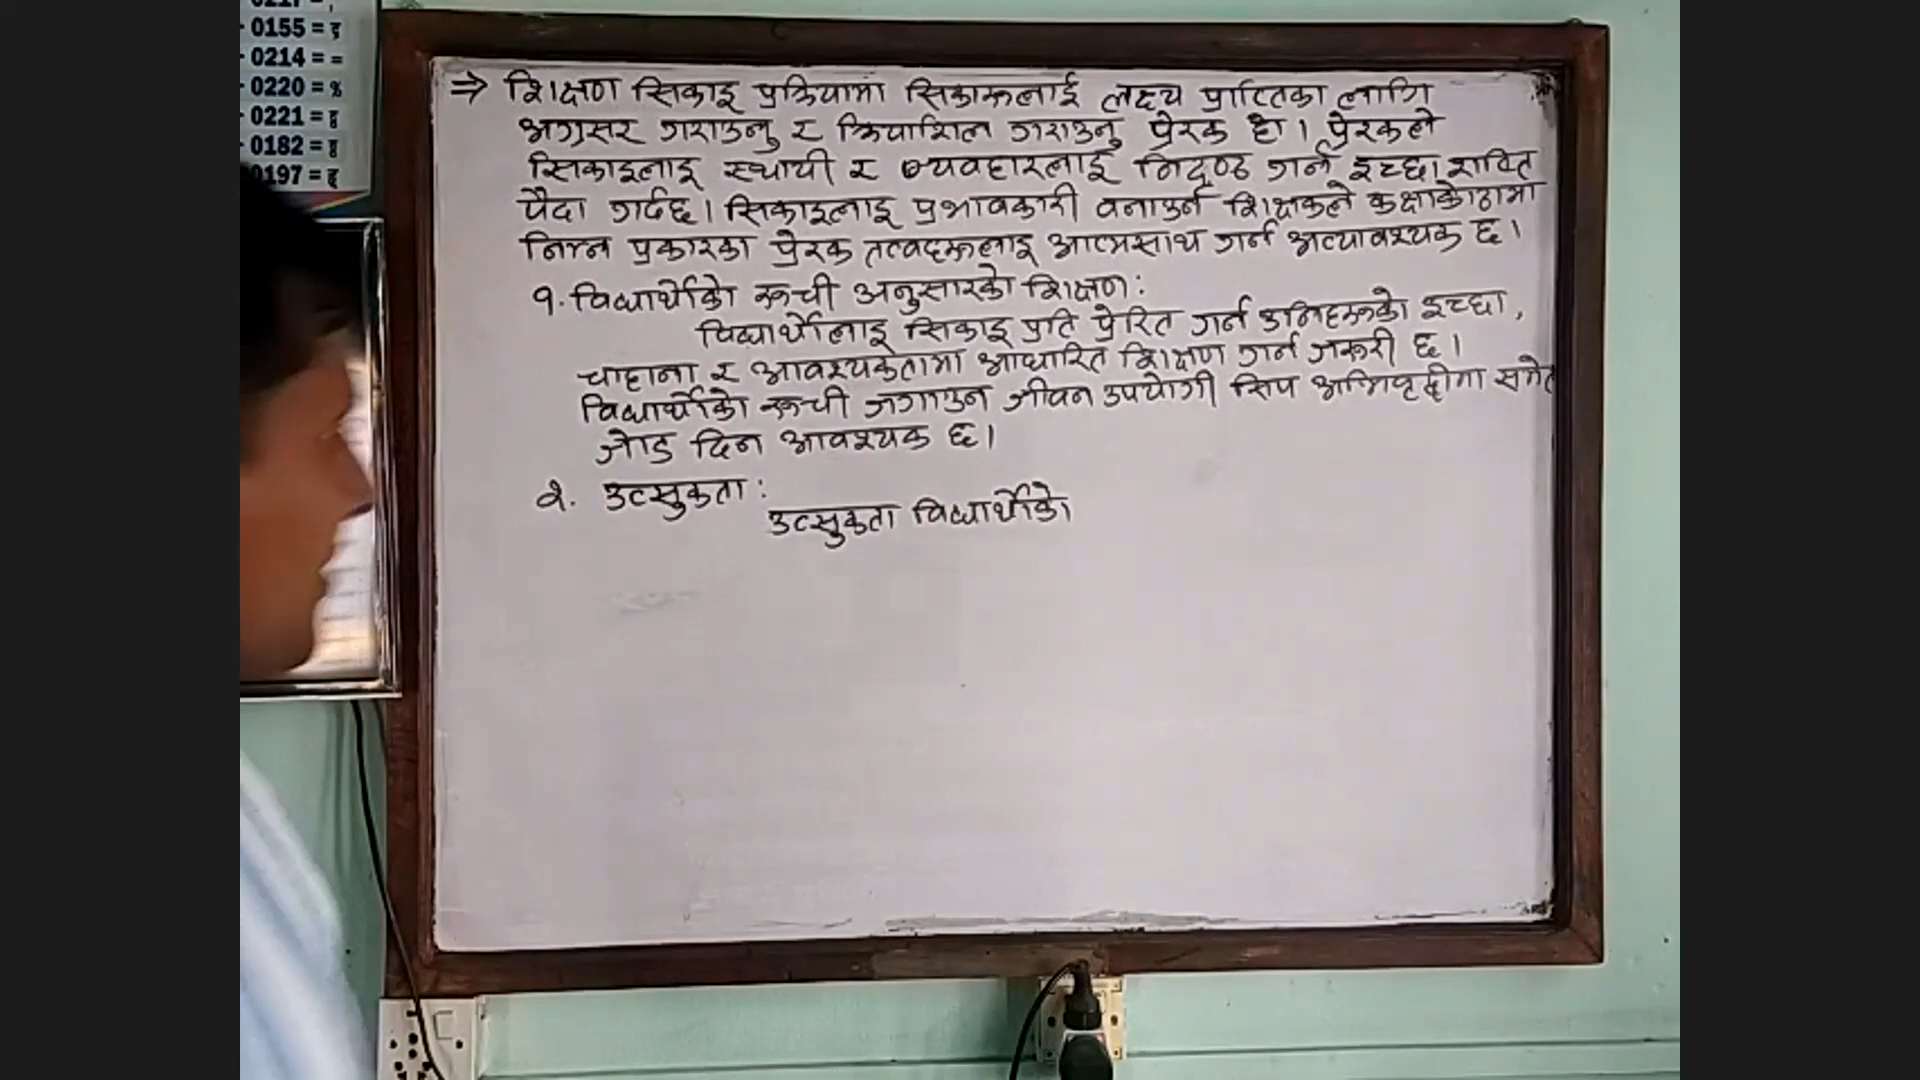 0217 = ,
- 0155 = इ
- 0214 = =
- 0220 = %
- 0221 =
- 0182 =
0197 =
⇒ शिक्षण सिकाइ प्रक्रियामा सिकारूलाई लक्ष्य प्राप्तिका लागि
अग्रसर गराउनु र क्रियाशिल गराउनु प्रेरक हो। प्रेरकले
सिकाइलाइ स्थायी र व्यवहारलाई निर्दृष्ठ गर्न इच्छा शक्ति
पैदा गर्दछ। सिकाइलाइ प्रभावकारी वनाउन शिक्षकले कक्षाकोठामा
निम्न प्रकारका प्रेरक तत्वहरूलाइ आत्मसाथ गर्न अत्यावश्यक छ।
१. विद्यार्थीको रूची अनुसारको शिक्षण:
विद्यार्थीलाइ सिकाइ प्रति प्रेरित गर्न उनिहरूको इच्छा,
चाहाना र आवश्यकतामा आधारित शिक्षण गर्न जरूरी छ।
विद्यार्थीको रूची जगाउन जीवन उपयोगी सिप अभिवृद्धीमा समेत
जोड दिन आवश्यक छ।
२. उत्सुकता:
उत्सुकता विद्यार्थीको